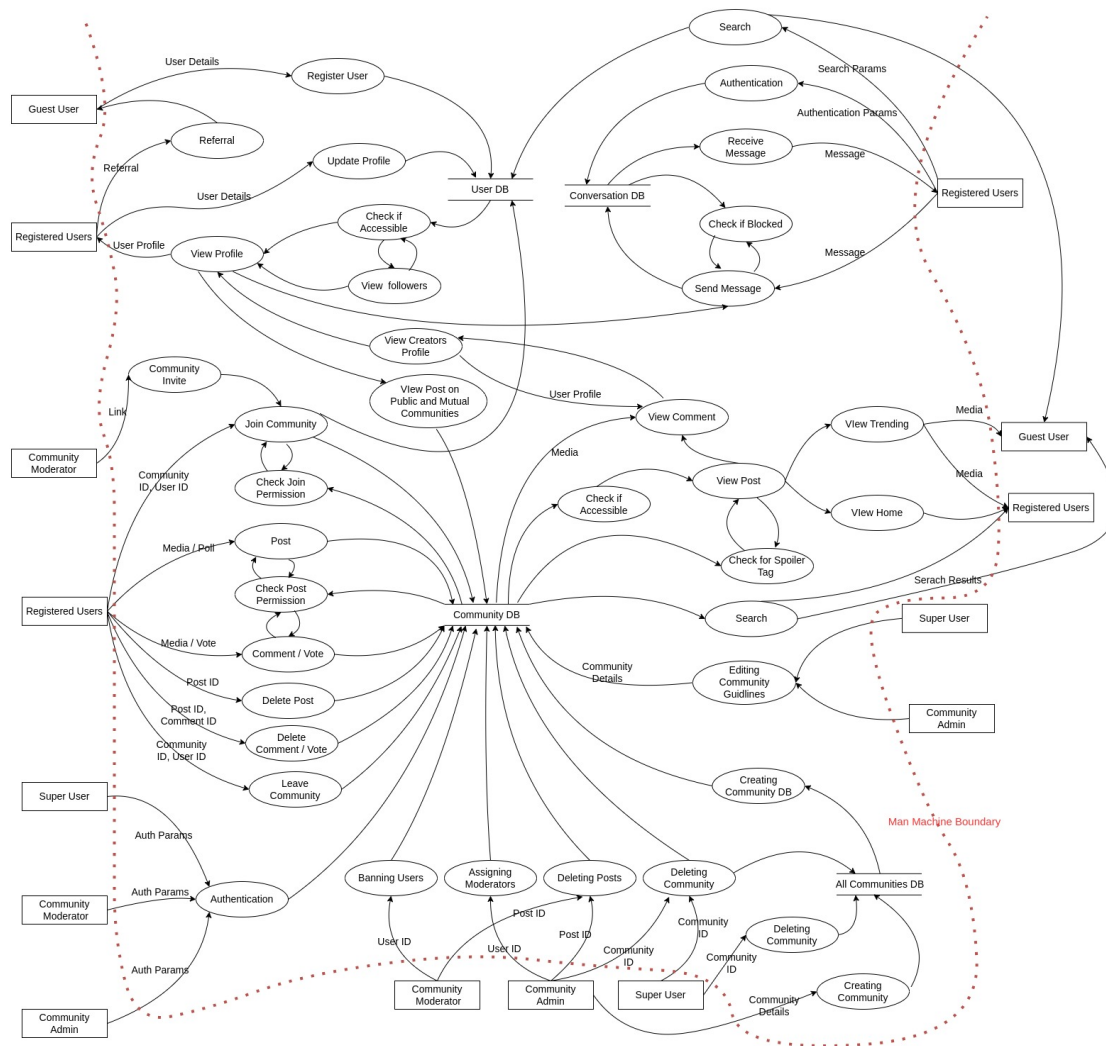 Search
User Details
Register User
Search Params
Authentication
Guest User
Authentication Params
Referral
Receive
Message
Message
Update Profile
Referral
User DB
Conversation DB
Registered Users
User Details
Check if
Accessible
Check if Blocked
Registered Users
User Profile
View Profile
Message
View  followers
Send Message
View Creators
Profile
Community
Invite
VIew Post on
Public and Mutual
Communities
User Profile
Link
Join Community
View Comment
VIew Trending
Media
Guest User
Community
Moderator
Media
Media
Community
ID, User ID
Check Join
Permission
View Post
Check if
Accessible
Registered Users
VIew Home
Media / Poll
Post
Check for Spoiler
Tag
Serach Results
Check Post
Permission
Registered Users
Community DB
Search
Super User
Media / Vote
Comment / Vote
Community
Details
Editing
Community
Guidlines
Post ID
Delete Post
Post ID,
Comment ID
Community
Admin
Delete
Comment / Vote
Community
ID, User ID
Leave
Community
Creating
Community DB
Super User
Man Machine Boundary
Auth Params
Banning Users
Assigning
Moderators
Deleting Posts
Deleting
Community
All Communities DB
Auth Params
Authentication
Community
Moderator
Post ID
Community
ID
Deleting
Community
User ID
User ID
Post ID
Community
ID
Community
ID
Auth Params
Community
Moderator
Community
Admin
Super User
Creating
Community
Community
Details
Community
Admin